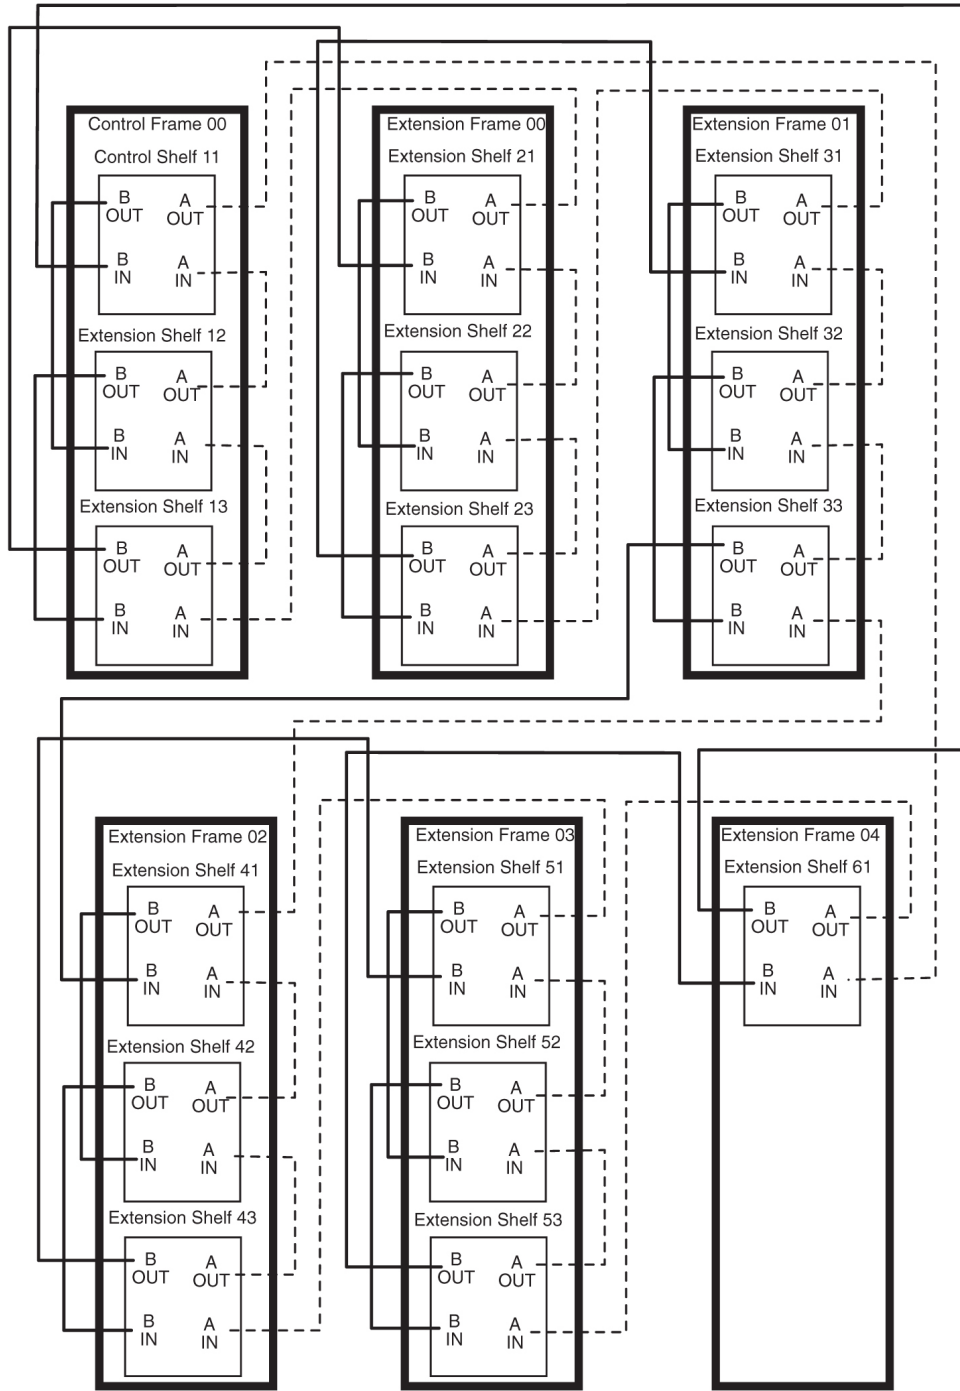 Control Frame 00
Control Shelf 11
B OUT
A OUT
B IN
A IN
Extension Shelf 12
B OUT
A OUT
B IN
A IN
Extension Shelf 13
B OUT
A OUT
B IN
A IN
Extension Frame 00
Extension Shelf 21
B OUT
A OUT
B IN
A IN
Extension Shelf 22
B OUT
A OUT
B IN
A IN
Extension Shelf 23
B OUT
A OUT
B IN
A IN
Extension Frame 01
Extension Shelf 31
B OUT
A OUT
B IN
A IN
Extension Shelf 32
B OUT
A OUT
B IN
A IN
Extension Shelf 33
B OUT
A OUT
B IN
A IN
Extension Frame 02
Extension Shelf 41
B OUT
A OUT
B IN
A IN
Extension Shelf 42
B OUT
A OUT
B IN
A IN
Extension Shelf 43
B OUT
A OUT
B IN
A IN
Extension Frame 03
Extension Shelf 51
B OUT
A OUT
B IN
A IN
Extension Shelf 52
B OUT
A OUT
B IN
A IN
Extension Shelf 53
B OUT
A OUT
B IN
A IN
Extension Frame 04
Extension Shelf 61
B OUT
A OUT
B IN
A IN